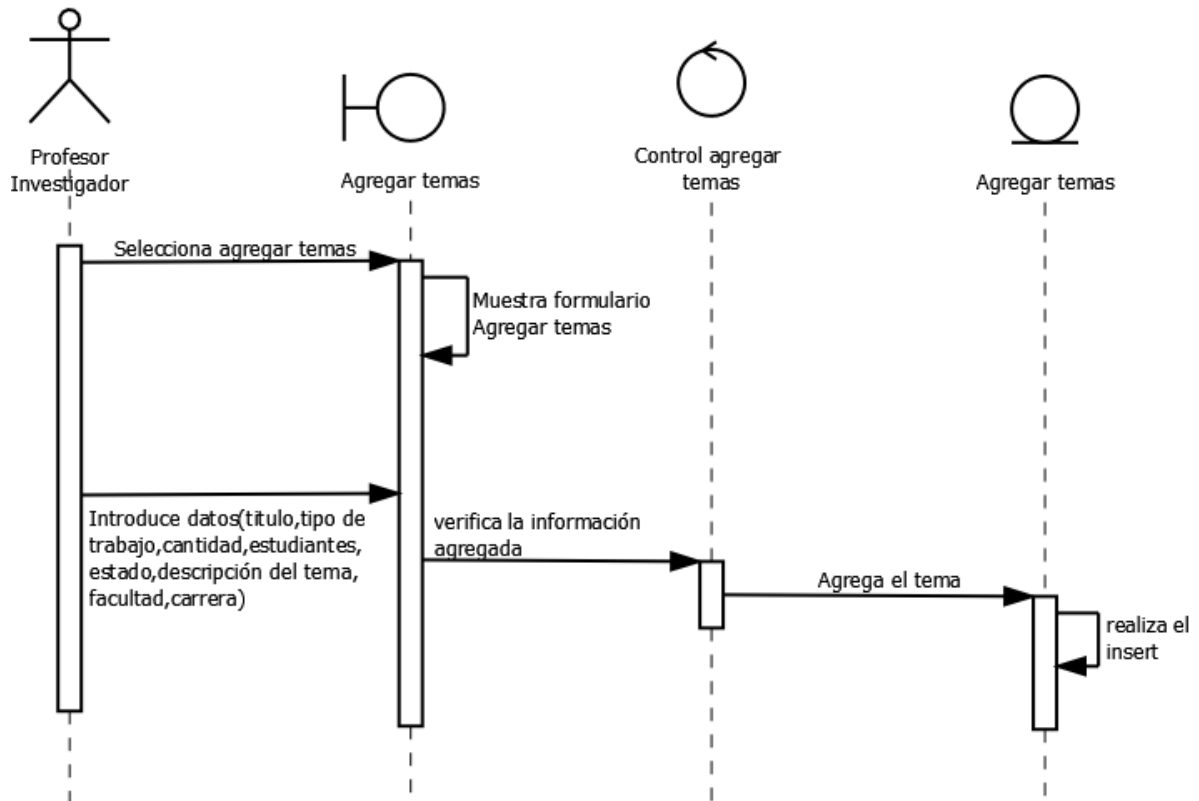 Profesor
Investigador
Agregar temas
Control agregar
temas
Agregar temas
Selecciona agregar temas
Muestra formulario
Agregar temas
Introduce datos(titulo,tipo de
trabajo,cantidad,estudiantes,
estado,descripción del tema,
facultad,carrera)
verifica la información
agregada
Agrega el tema
realiza el
insert